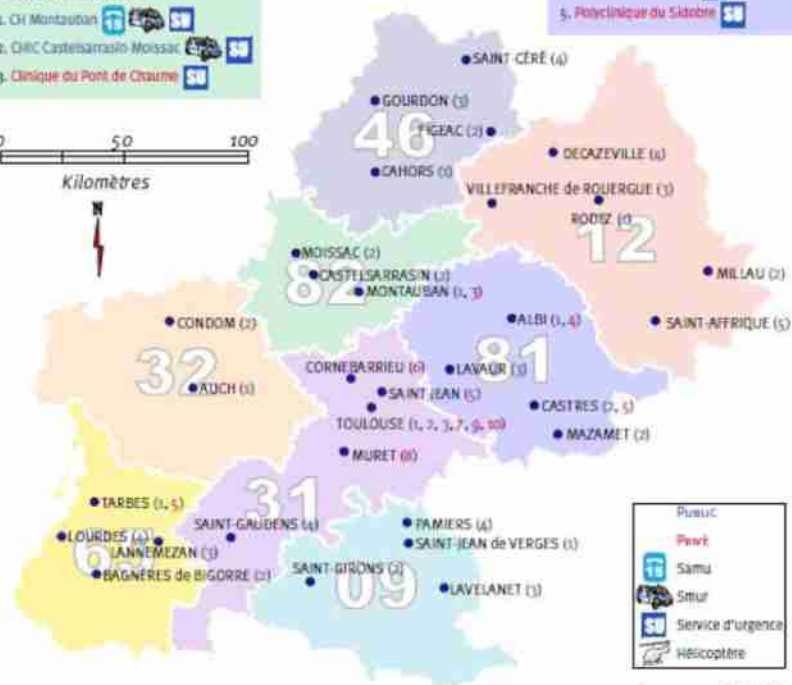 1. CH Montauban
2. CHIC Castelsarrasin-Moissac
3. Clinique du Pont de Chaume
5. Polyclinique du Sidobre
0 50 100
Kilomètres
N
SAINT-CÉRÉ (4)
GOURDON (3)
46
FIGEAC (2)
CAHORS (1)
DECAZEVILLE (4)
VILLEFRANCHE de ROUERGUE (3)
RODEZ (1)
12
MILLAU (2)
SAINT-AFFRIQUE (5)
MOISSAC (2)
CASTELSARRASIN (2)
82
MONTAUBAN (1, 3)
CONDOM (2)
32
AUCH (1)
ALBI (1, 4)
81
LAVAUR (3)
CASTRES (2, 5)
MAZAMET (2)
CORNEBARRIEU (6)
SAINT JEAN (5)
TOULOUSE (1, 2, 3, 7, 9, 10)
MURET (8)
31
SAINT-GAUDENS (4)
TARBES (1, 5)
LOURDES (4)
65
LANNEMEZAN (3)
BAGNÈRES de BIGORRE (2)
PAMIERS (4)
SAINT-JEAN de VERGES (1)
SAINT-GIRONS (2)
09
LAVELANET (3)
Public
Privé
15 Samu
Smur
SU Service d'urgence
Hélicoptère